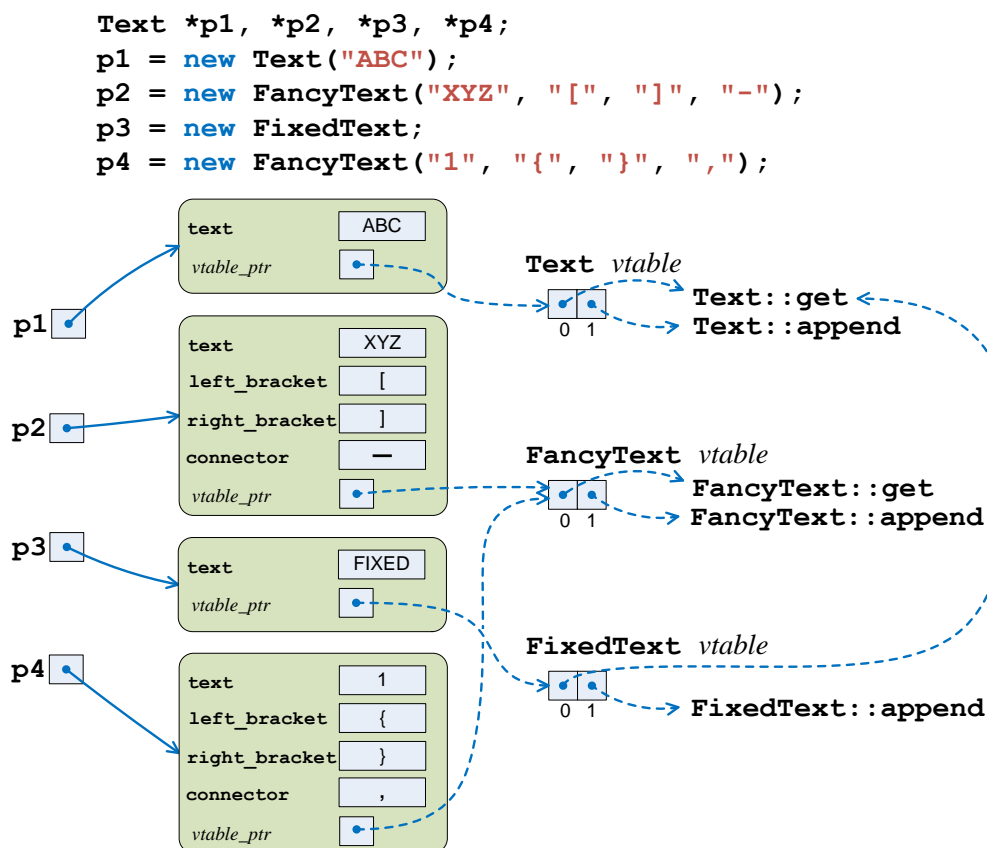 Text *p1, *p2, *p3, *p4;
p1 = new Text("ABC");
p2 = new FancyText("XYZ", "[", "]", "-");
p3 = new FixedText;
p4 = new FancyText("1", "{", "}", ",");
p1
text ABC
vtable_ptr
p2
text XYZ
left_bracket [
right_bracket ]
connector —
vtable_ptr
p3
text FIXED
vtable_ptr
p4
text 1
left_bracket {
right_bracket }
connector ,
vtable_ptr
Text vtable
0 1
Text::get
Text::append
FancyText vtable
0 1
FancyText::get
FancyText::append
FixedText vtable
0 1
FixedText::append